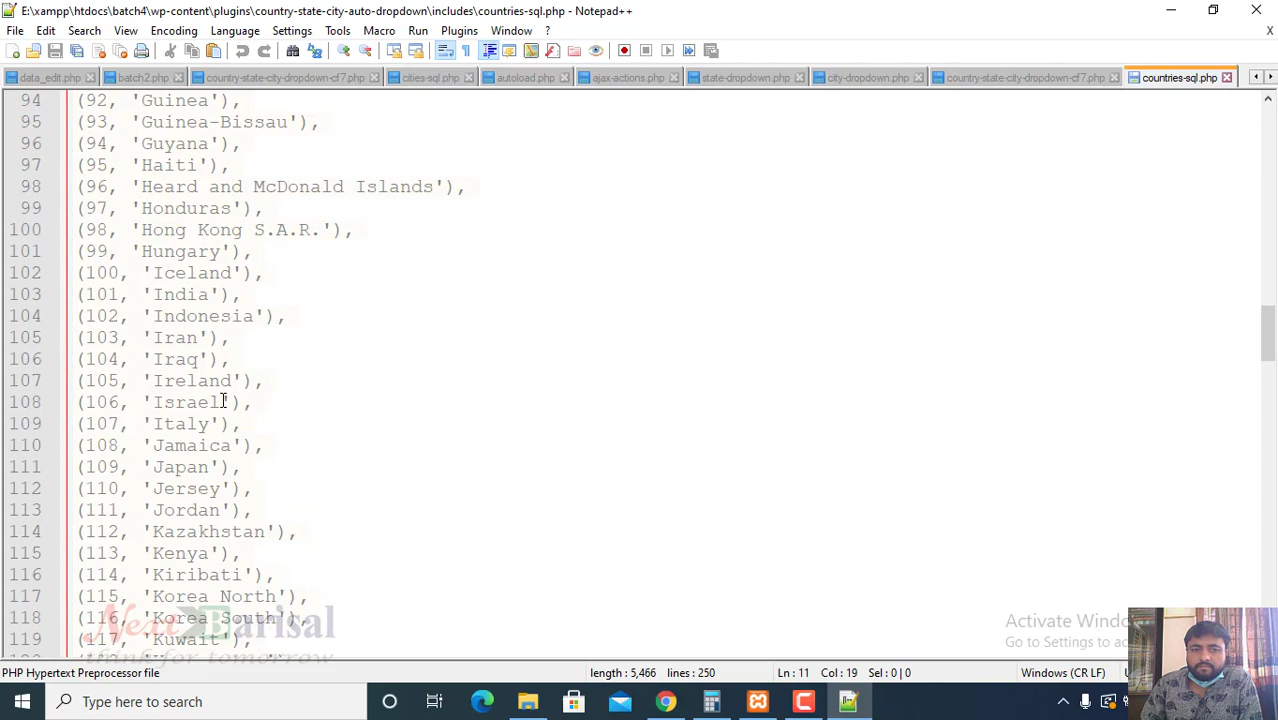 E:\xampp\htdocs\batch4\wp-content\plugins\country-state-city-auto-dropdown\includes\countries-sql.php - Notepad++
File Edit Search View Encoding Language Settings Tools Macro Run Plugins Window ? X
data_edit.php batch2.php country-state-city-dropdown-cf7.php cities-sql.php autoload.php ajax-actions.php state-dropdown.php city-dropdown.php country-state-city-dropdown-cf7.php countries-sql.php
94 (92, 'Guinea'),
95 (93, 'Guinea-Bissau'),
96 (94, 'Guyana'),
97 (95, 'Haiti'),
98 (96, 'Heard and McDonald Islands'),
99 (97, 'Honduras'),
100 (98, 'Hong Kong S.A.R.'),
101 (99, 'Hungary'),
102 (100, 'Iceland'),
103 (101, 'India'),
104 (102, 'Indonesia'),
105 (103, 'Iran'),
106 (104, 'Iraq'),
107 (105, 'Ireland'),
108 (106, 'Israel'),
109 (107, 'Italy'),
110 (108, 'Jamaica'),
111 (109, 'Japan'),
112 (110, 'Jersey'),
113 (111, 'Jordan'),
114 (112, 'Kazakhstan'),
115 (113, 'Kenya'),
116 (114, 'Kiribati'),
117 (115, 'Korea North'),
118 (116, 'Korea South'),
119 (117, 'Kuwait'),
Next Barisal
think for tomorrow
Activate Windo
Go to Settings to ac
PHP Hypertext Preprocessor file length : 5,466 lines : 250 Ln : 11 Col : 19 Sel : 0 | 0 Windows (CR LF)
Type here to search